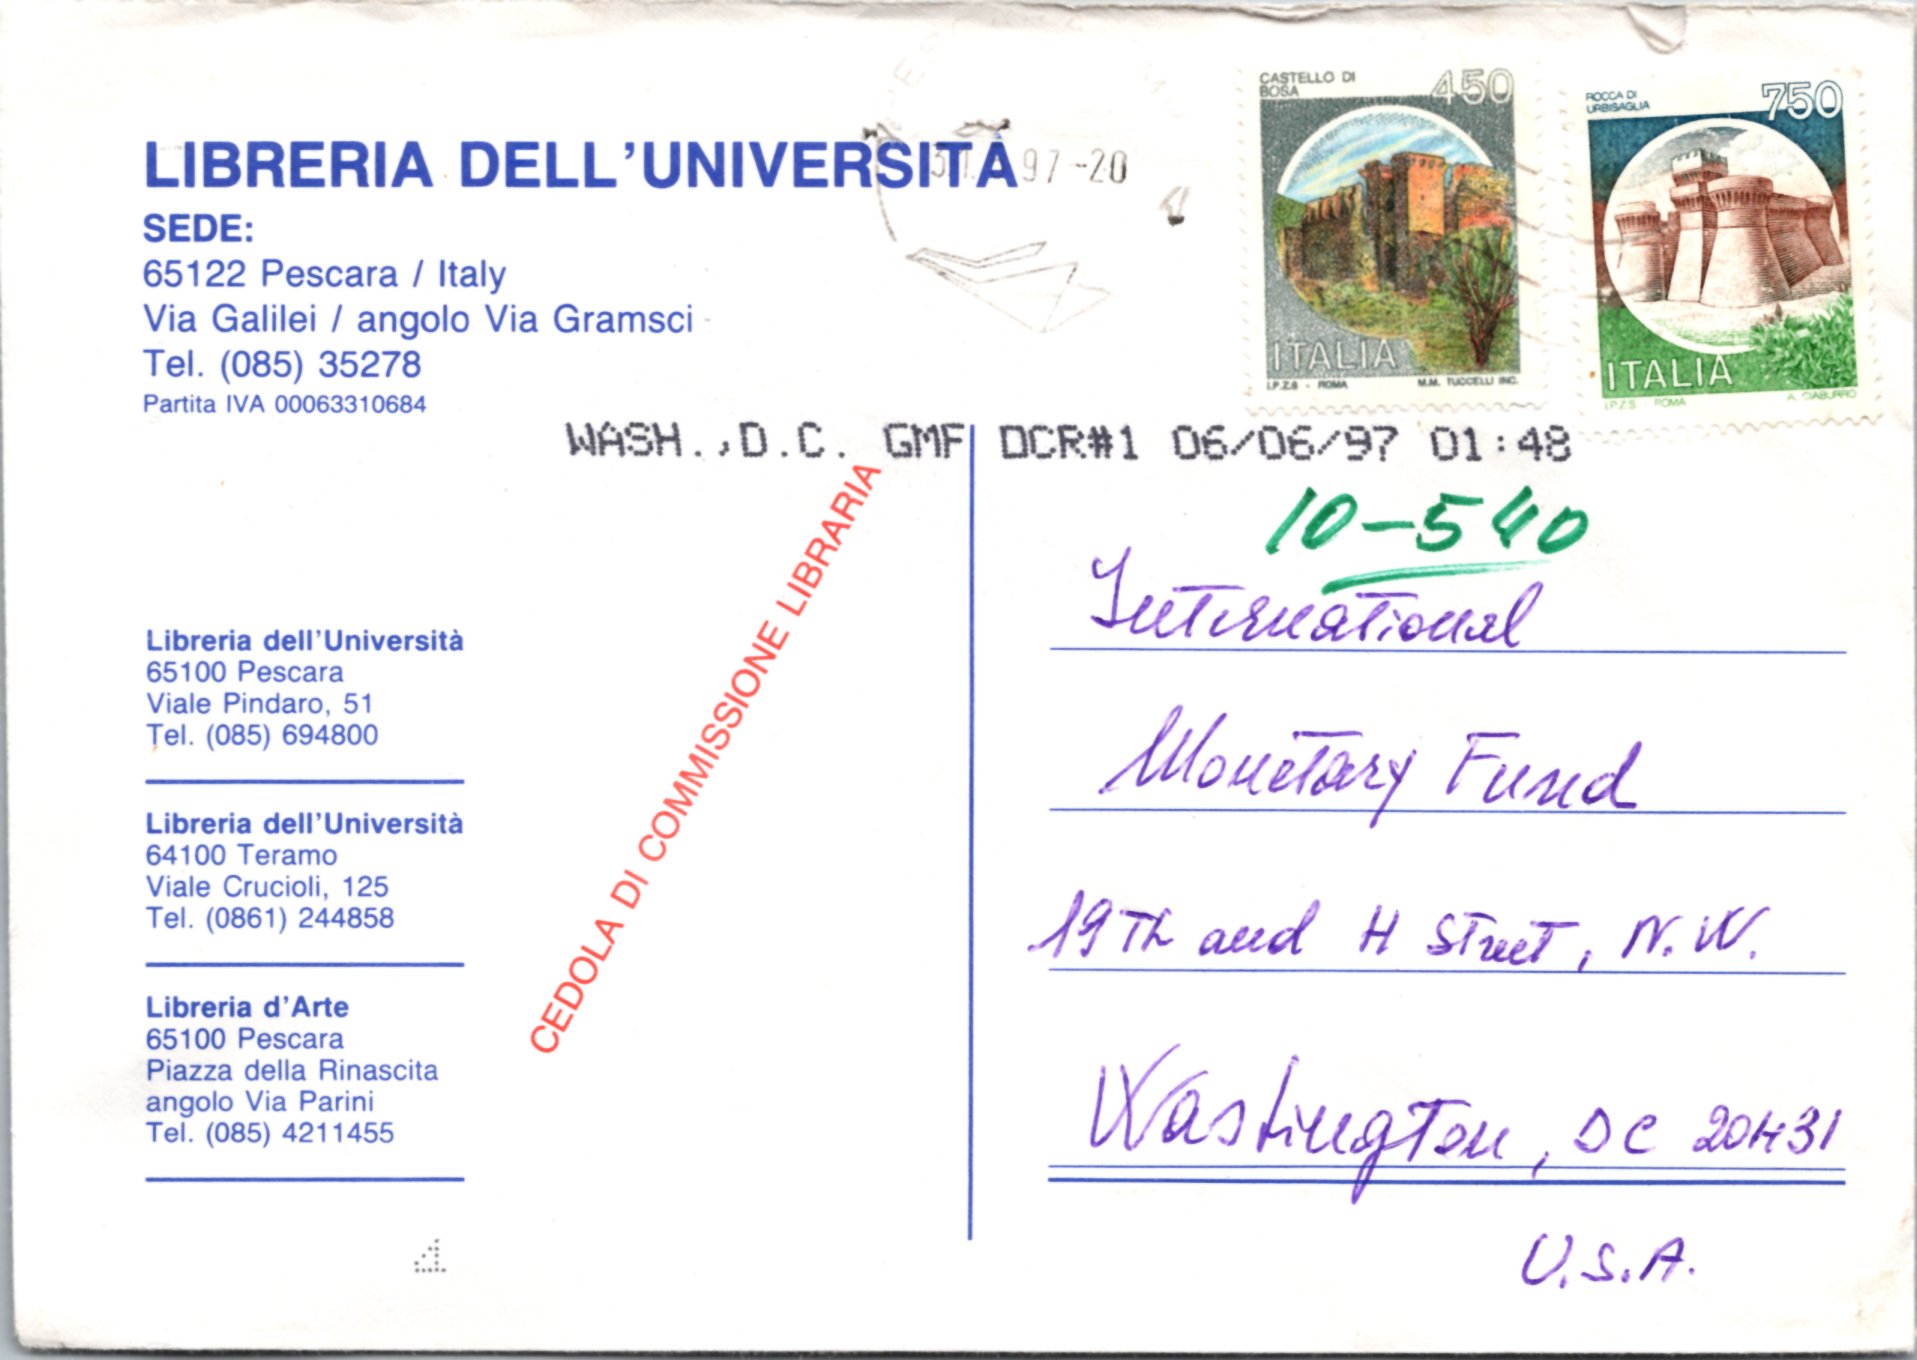 CASTELLO DI
BOSA
450
ITALIA
I.P.Z.S - ROMA M.M. TUCCELLI INC.
ROCCA DI
URBISAGLIA
750
ITALIA
I.P.Z.S ROMA A. CIABURRO
97-20
LIBRERIA DELL'UNIVERSITÀ
SEDE:
65122 Pescara / Italy
Via Galilei / angolo Via Gramsci
Tel. (085) 35278
Partita IVA 00063310684
WASH.,D.C. GMF OCR#1 06/06/97 01:48
CEDOLA DI COMMISSIONE LIBRARIA
Libreria dell'Università
65100 Pescara
Viale Pindaro, 51
Tel. (085) 694800
Libreria dell'Università
64100 Teramo
Viale Crucioli, 125
Tel. (0861) 244858
Libreria d'Arte
65100 Pescara
Piazza della Rinascita
angolo Via Parini
Tel. (085) 4211455
10-540
International
Monetary Fund
19Th and H Street, N.W.
Washington, DC 20431
U.S.A.